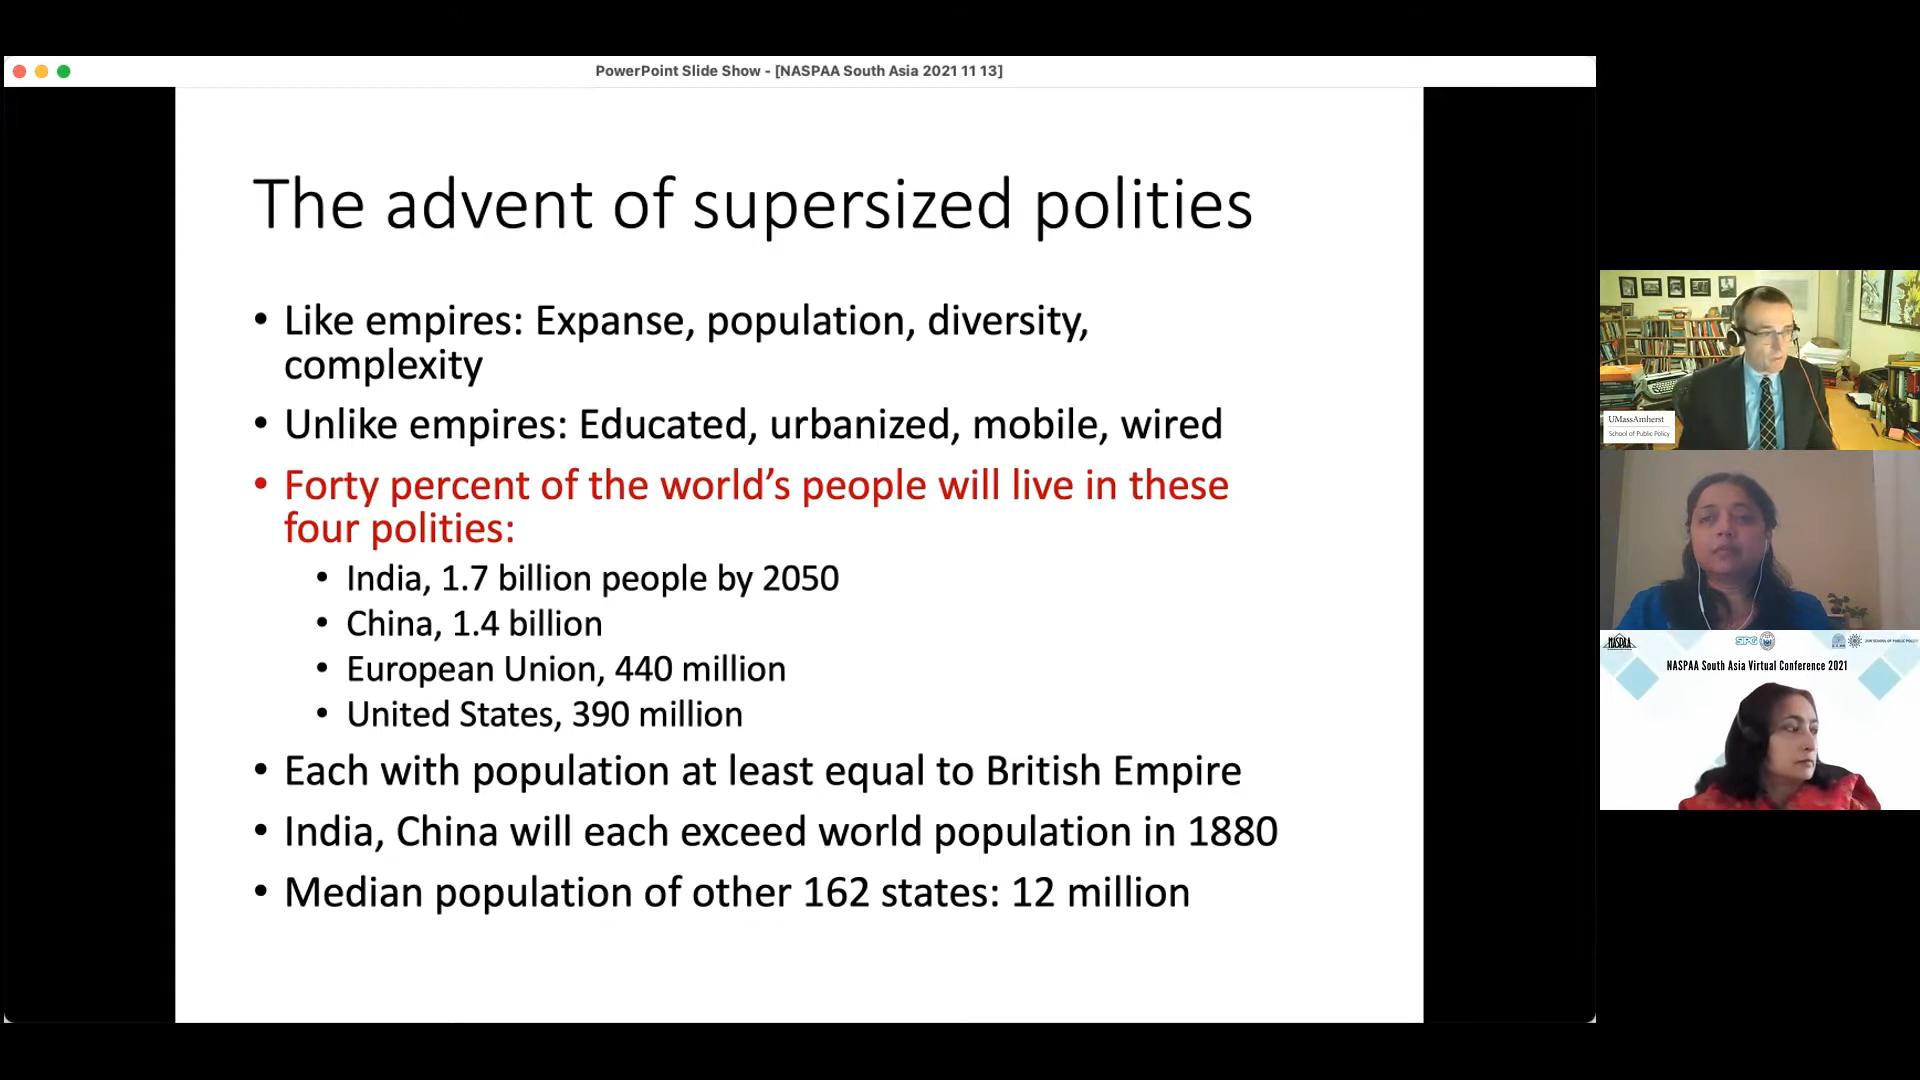 PowerPoint Slide Show - [NASPAA South Asia 2021 11 13]
The advent of supersized polities
• Like empires: Expanse, population, diversity,
complexity
• Unlike empires: Educated, urbanized, mobile, wired
• Forty percent of the world’s people will live in these
four polities:
• India, 1.7 billion people by 2050
• China, 1.4 billion
• European Union, 440 million
• United States, 390 million
• Each with population at least equal to British Empire
• India, China will each exceed world population in 1880
• Median population of other 162 states: 12 million
UMassAmherst
School of Public Policy
NASPAA
SIPG
NASPAA South Asia Virtual Conference 2021